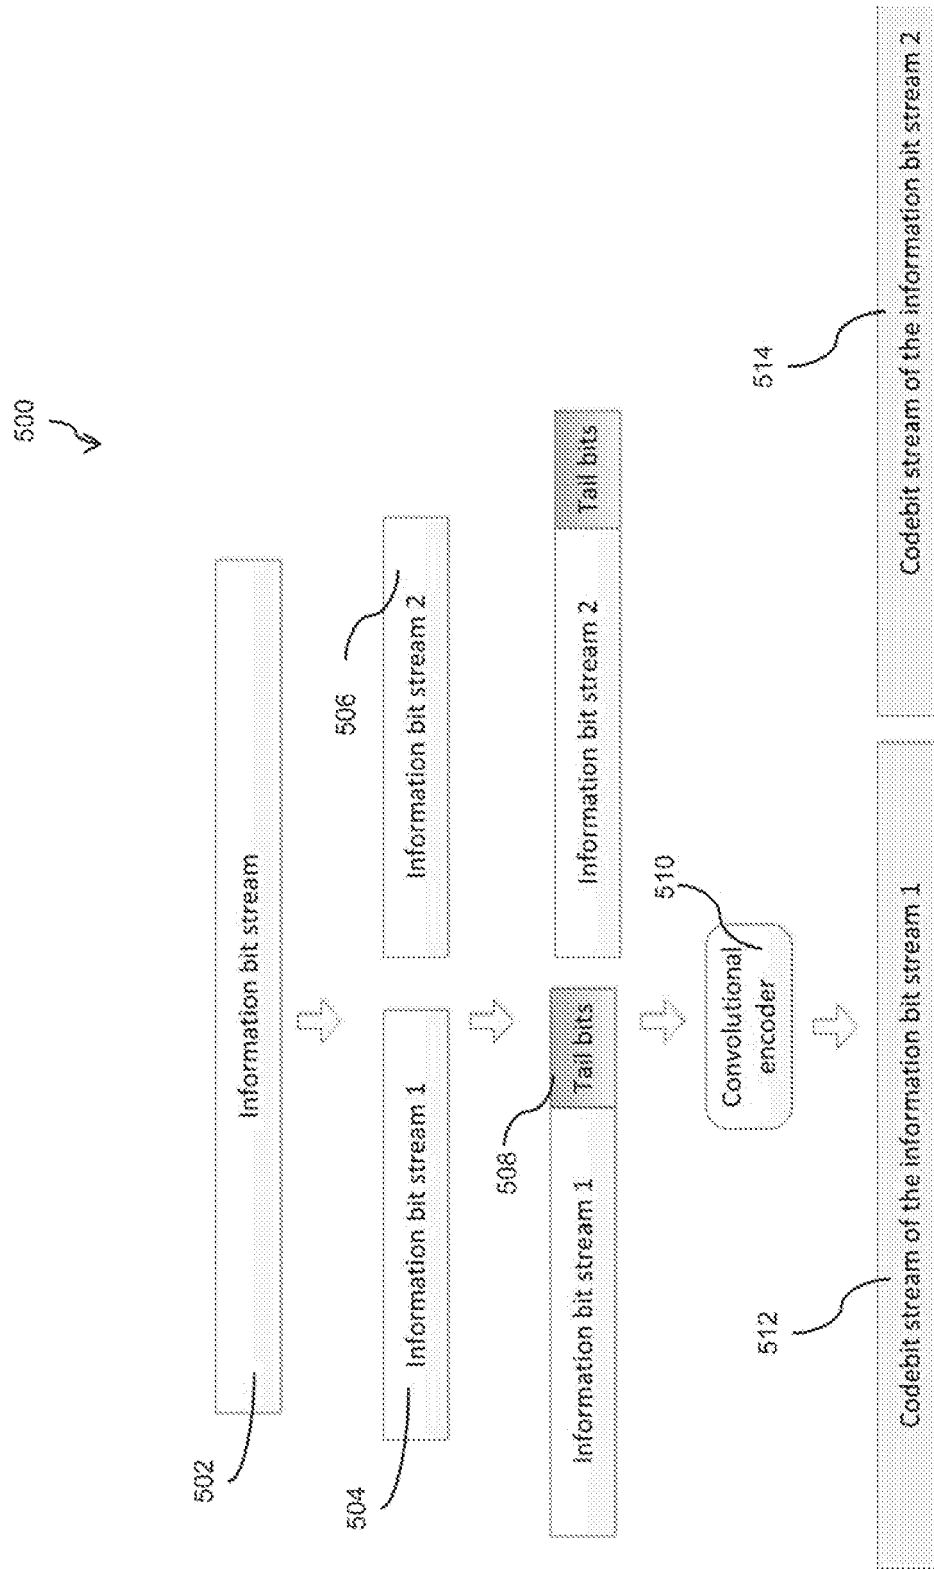 500
502
Information bit stream
504
Information bit stream 1
506
Information bit stream 2
508
Information bit stream 1
Tail bits
Information bit stream 2
Tail bits
510
Convolutional
encoder
512
514
Codebit stream of the information bit stream 1
Codebit stream of the information bit stream 2